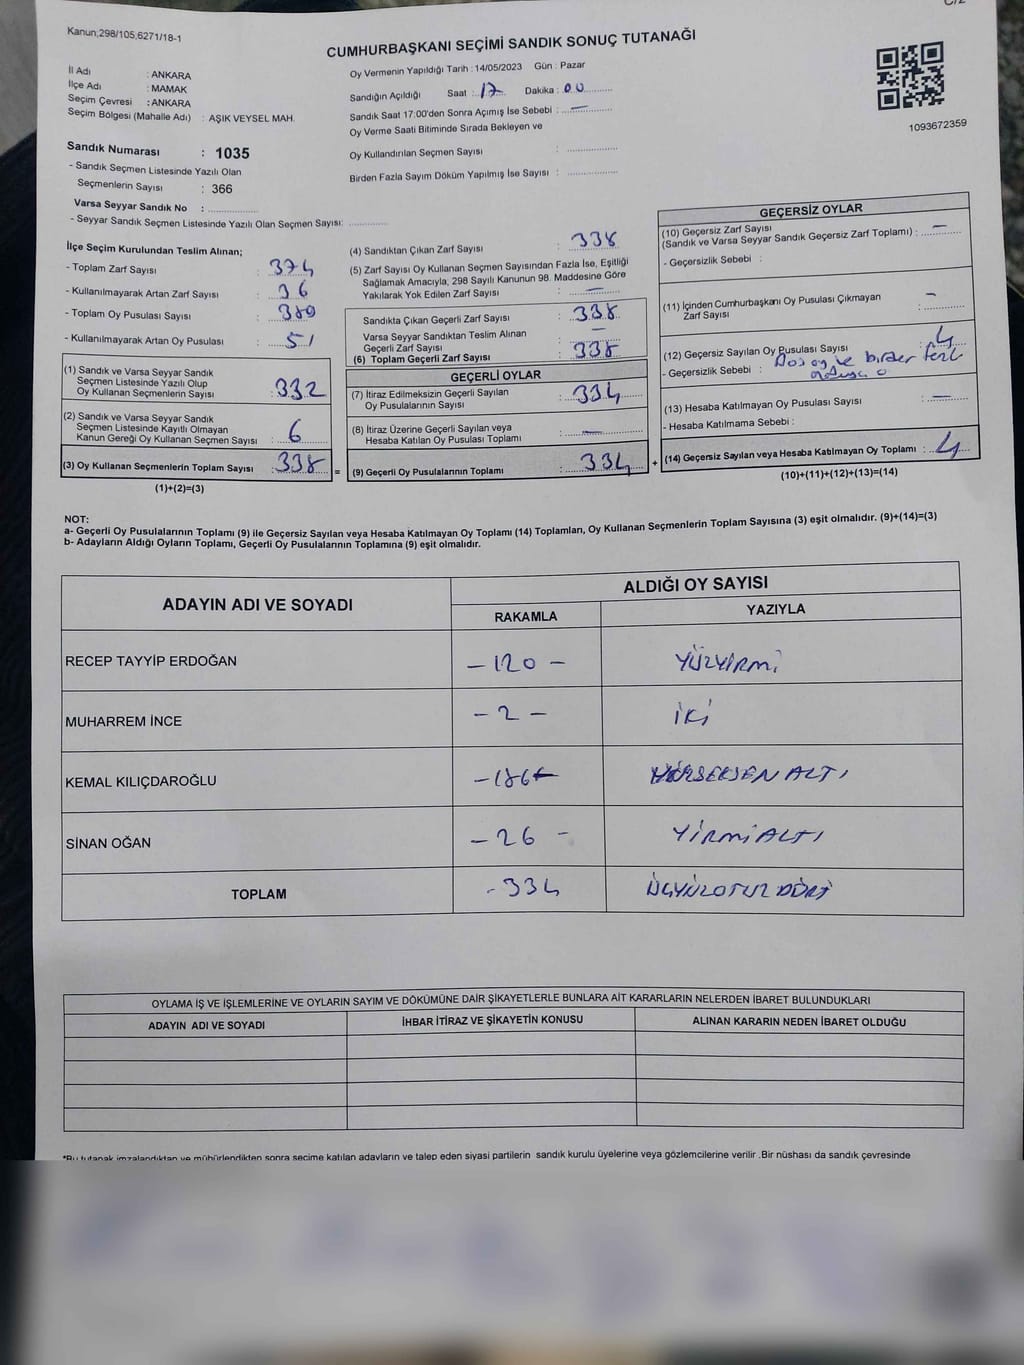 Kanun;298/105;6271/18-1
CUMHURBAŞKANI SEÇİMİ SANDIK SONUÇ TUTANAĞI
İl Adı : ANKARA
İlçe Adı : MAMAK
Seçim Çevresi : ANKARA
Seçim Bölgesi (Mahalle Adı) : AŞIK VEYSEL MAH.
Oy Vermenin Yapıldığı Tarih : 14/05/2023 Gün : Pazar
Sandığın Açıldığı Saat : 17 Dakika : 00
Sandık Saat 17:00'den Sonra Açımış İse Sebebi : —
Oy Verme Saati Bitiminde Sırada Bekleyen ve
Oy Kullandırılan Seçmen Sayısı :
Birden Fazla Sayım Döküm Yapılmış İse Sayısı :
1093672359
Sandık Numarası : 1035
- Sandık Seçmen Listesinde Yazılı Olan
Seçmenlerin Sayısı : 366
Varsa Seyyar Sandık No :
- Seyyar Sandık Seçmen Listesinde Yazılı Olan Seçmen Sayısı:
İlçe Seçim Kurulundan Teslim Alınan;
- Toplam Zarf Sayısı : 374
- Kullanılmayarak Artan Zarf Sayısı : 36
- Toplam Oy Pusulası Sayısı : 389
- Kullanılmayarak Artan Oy Pusulası : 51
(1) Sandık ve Varsa Seyyar Sandık
Seçmen Listesinde Yazılı Olup
Oy Kullanan Seçmenlerin Sayısı : 332
(2) Sandık ve Varsa Seyyar Sandık
Seçmen Listesinde Kayıtlı Olmayan
Kanun Gereği Oy Kullanan Seçmen Sayısı : 6
(3) Oy Kullanan Seçmenlerin Toplam Sayısı : 338 =
(1)+(2)=(3)
(4) Sandıktan Çıkan Zarf Sayısı : 338
(5) Zarf Sayısı Oy Kullanan Seçmen Sayısından Fazla İse, Eşitliği
Sağlamak Amacıyla, 298 Sayılı Kanunun 98. Maddesine Göre
Yakılarak Yok Edilen Zarf Sayısı : —
Sandıkta Çıkan Geçerli Zarf Sayısı : 338
Varsa Seyyar Sandıktan Teslim Alınan
Geçerli Zarf Sayısı : —
(6) Toplam Geçerli Zarf Sayısı : 338
GEÇERLİ OYLAR
(7) İtiraz Edilmeksizin Geçerli Sayılan
Oy Pusulalarının Sayısı : 334
(8) İtiraz Üzerine Geçerli Sayılan veya
Hesaba Katılan Oy Pusulası Toplamı : —
(9) Geçerli Oy Pusulalarının Toplamı : 334 +
GEÇERSİZ OYLAR
(10) Geçersiz Zarf Sayısı
(Sandık ve Varsa Seyyar Sandık Geçersiz Zarf Toplamı) : —
- Geçersizlik Sebebi :
(11) İçinden Cumhurbaşkanı Oy Pusulası Çıkmayan
Zarf Sayısı : —
(12) Geçersiz Sayılan Oy Pusulası Sayısı : 4
- Geçersizlik Sebebi : oy ve birden
(13) Hesaba Katılmayan Oy Pusulası Sayısı : —
- Hesaba Katılmama Sebebi :
(14) Geçersiz Sayılan veya Hesaba Katılmayan Oy Toplamı : 4
(10)+(11)+(12)+(13)=(14)
NOT:
a- Geçerli Oy Pusulalarının Toplamı (9) ile Geçersiz Sayılan veya Hesaba Katılmayan Oy Toplamı (14) Toplamları, Oy Kullanan Seçmenlerin Toplam Sayısına (3) eşit olmalıdır. (9)+(14)=(3)
b- Adayların Aldığı Oyların Toplamı, Geçerli Oy Pusulalarının Toplamına (9) eşit olmalıdır.
ADAYIN ADI VE SOYADI
ALDIĞI OY SAYISI
RAKAMLA YAZIYLA
RECEP TAYYİP ERDOĞAN - 120 - YÜZYİRMİ
MUHARREM İNCE - 2 - İKİ
KEMAL KILIÇDAROĞLU - 186 SEKSEN ALTI
SİNAN OĞAN - 26 - YİRMİALTI
TOPLAM - 334 ÜÇYÜZOTUZ DÖRT
OYLAMA İŞ VE İŞLEMLERİNE VE OYLARIN SAYIM VE DÖKÜMÜNE DAİR ŞİKAYETLERLE BUNLARA AİT KARARLARIN NELERDEN İBARET BULUNDUKLARI
ADAYIN ADI VE SOYADI İHBAR İTİRAZ VE ŞİKAYETİN KONUSU ALINAN KARARIN NEDEN İBARET OLDUĞU
*Bu tutanak imzalandıktan ve mühürlendikten sonra seçime katılan adayların ve talep eden siyasi partilerin sandık kurulu üyelerine veya gözlemcilerine verilir .Bir nüshası da sandık çevresinde